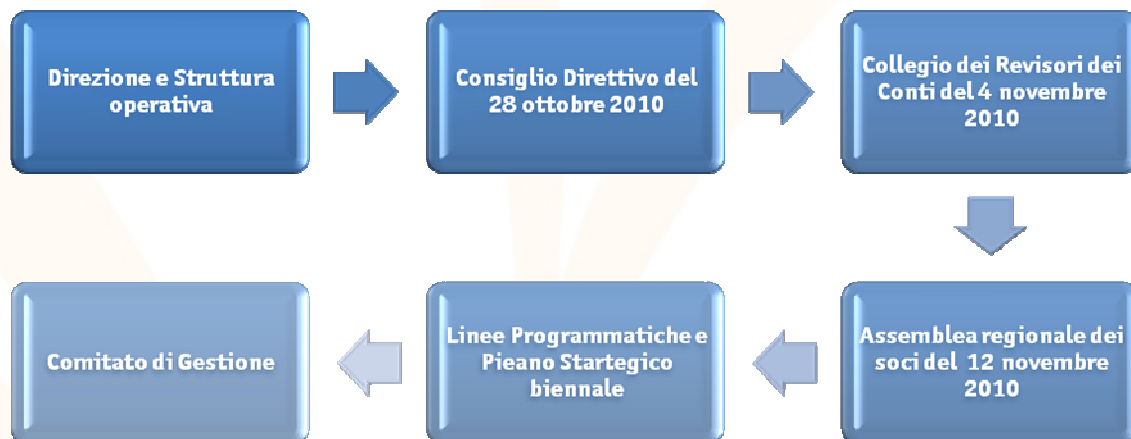 Direzione e Struttura
operativa
Consiglio Direttivo del
28 ottobre 2010
Collegio dei Revisori dei
Conti del 4 novembre
2010
Assemblea regionale dei
soci del 12 novembre
2010
Linee Programmatiche e
Pieano Startegico
biennale
Comitato di Gestione